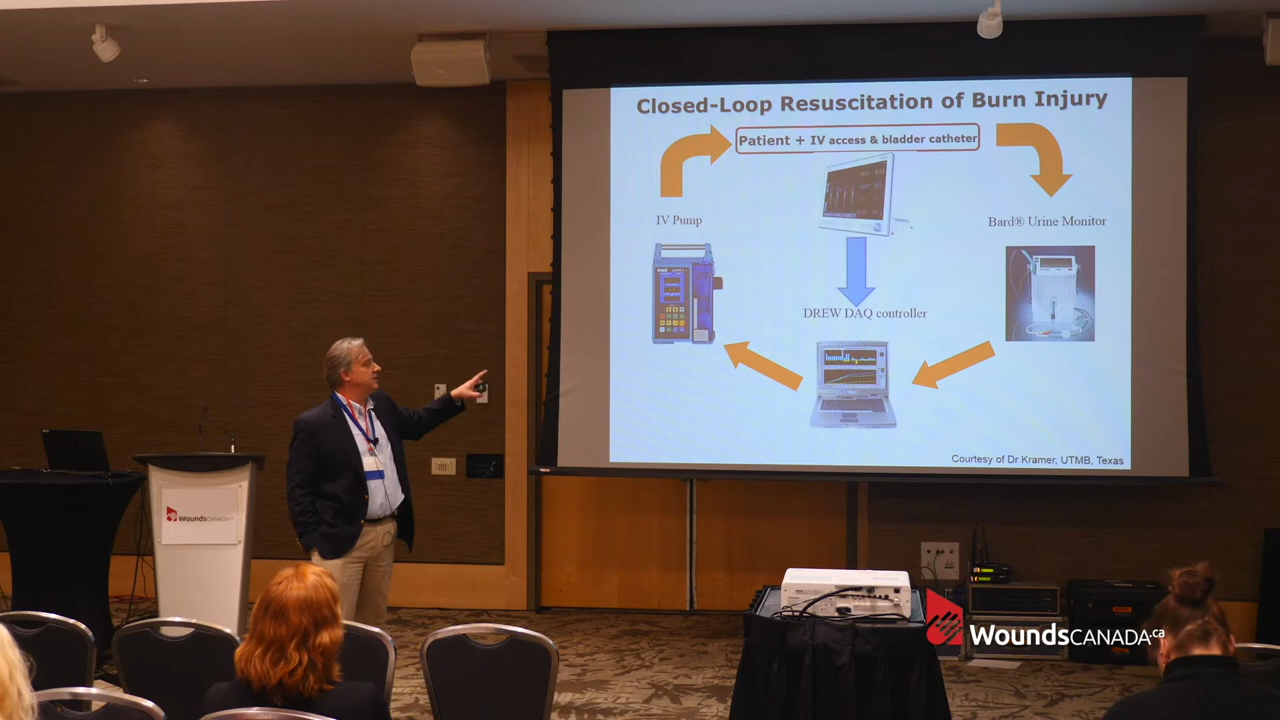 Closed-Loop Resuscitation of Burn Injury
Patient + IV access & bladder catheter
IV Pump
Bard® Urine Monitor
DREW DAQ controller
Courtesy of Dr Kramer, UTMB, Texas
WoundsCANADA
WoundsCANADA.ca